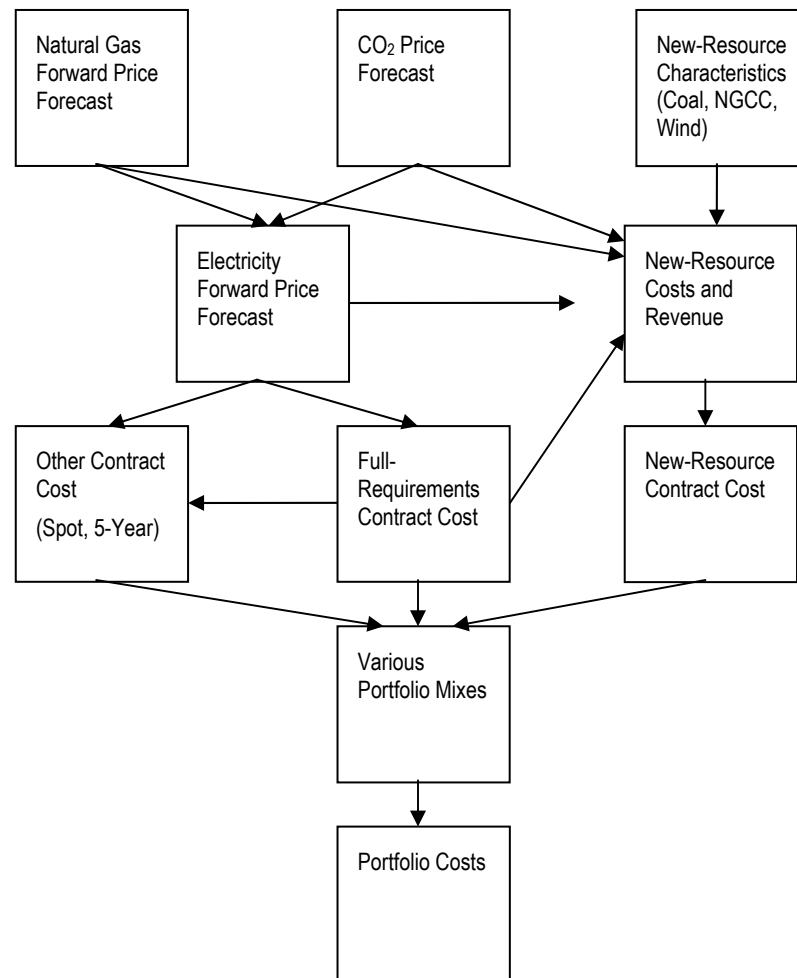 Natural Gas
Forward Price
Forecast
CO₂ Price
Forecast
New-Resource
Characteristics
(Coal, NGCC,
Wind)
Electricity
Forward Price
Forecast
New-Resource
Costs and
Revenue
Other Contract
Cost
(Spot, 5-Year)
Full-
Requirements
Contract Cost
New-Resource
Contract Cost
Various
Portfolio Mixes
Portfolio Costs